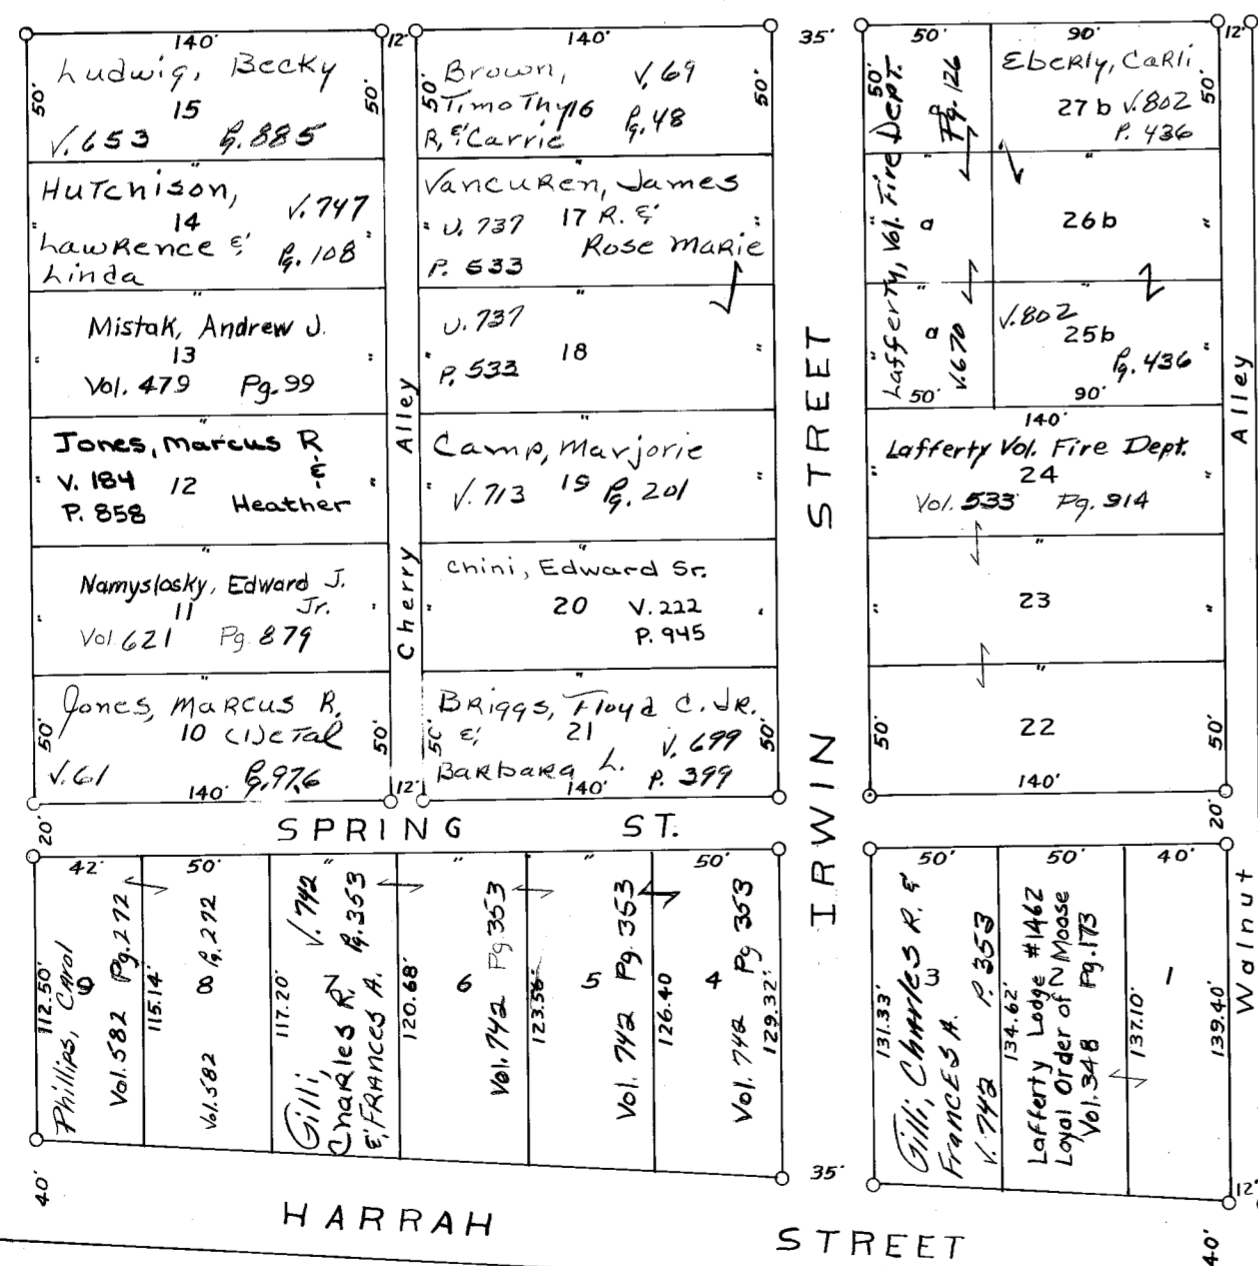 140'
Ludwig, Becky
50' 15 50'
V. 653 Pg. 885
"
Hutchison,
14 V. 747
Lawrence & Pg. 108
Linda
"
Mistak, Andrew J.
13
Vol. 479 Pg. 99
"
Jones, Marcus R
&
V. 184 12 Heather
P. 858
"
Namyslosky, Edward J.
11 Jr.
Vol. 621 Pg. 879
"
Jones, Marcus R.
50' 10 (1)etal 50'
V. 61 Pg. 976
140'
12'
Cherry Alley
12'
140'
Brown, V. 69
50' Timothy 16 50'
R, & Carrie Pg. 48
"
Vancuren, James
V. 737 17 R. &
P. 533 Rose Marie
"
V. 737
18
P. 533
"
Camp, Marjorie
V. 713 19 Pg. 201
"
Chini, Edward Sr.
20 V. 222
P. 945
"
Briggs, Floyd C. Jr.
50' & 21 V. 699 50'
Barbara L. P. 399
140'
35'
IRWIN STREET
35'
50' 90' 12'
50' Lafferty, Vol. Fire Dept.
Pg. 126
a
a
V. 670
50'
Eberly, Carli
27b V. 802 50'
P. 436
"
26b
"
V. 802
25b
Pg. 436
90'
140'
Lafferty Vol. Fire Dept.
24
Vol. 533 Pg. 914
"
23
"
22
50' 50'
140'
Alley
Walnut
20'
SPRING ST.
20'
42' 50' " " " 50'
112.50'
Phillips, Carol
9
Vol. 582 Pg. 272
115.14'
8
Vol. 582 Pg. 272
117.20'
Gilli, V. 742
7
Charles R. Pg. 353
& Frances A.
120.68'
6
Vol. 742 Pg. 353
123.56'
5
Vol. 742 Pg. 353
126.40
4
Vol. 742 Pg 353
129.32'
50' 50' 40'
131.33'
Gilli, Charles R. &
3
Frances A.
V. 742 P. 353
134.62'
Lafferty Lodge #1462
Loyal Order of Moose
2
Vol. 348 Pg. 173
137.10'
1
139.40'
12'
40'
HARRAH STREET
40'